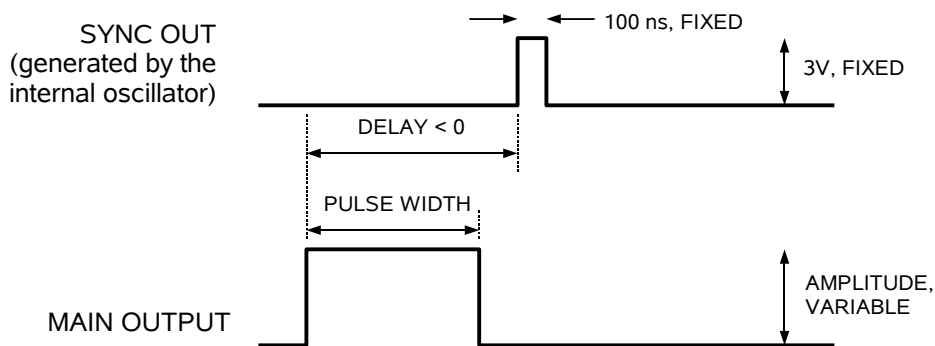 100 ns, FIXED
SYNC OUT
(generated by the
internal oscillator)
3V, FIXED
DELAY < 0
PULSE WIDTH
AMPLITUDE,
VARIABLE
MAIN OUTPUT